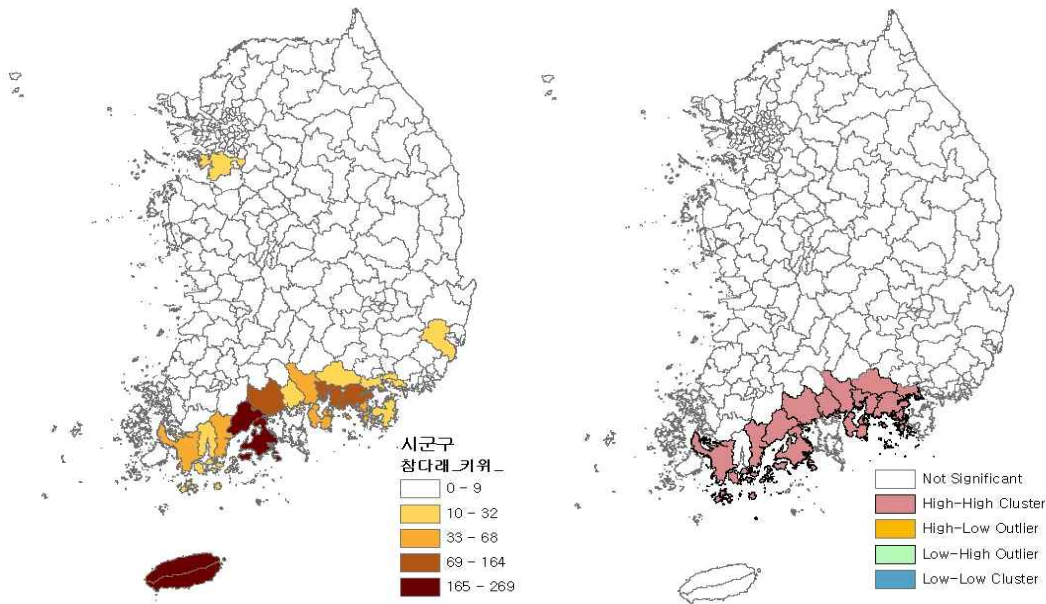 시군구
참다래_키위_
0 - 9
10 - 32
33 - 68
69 - 164
165 - 269
Not Significant
High-High Cluster
High-Low Outlier
Low-High Outlier
Low-Low Cluster